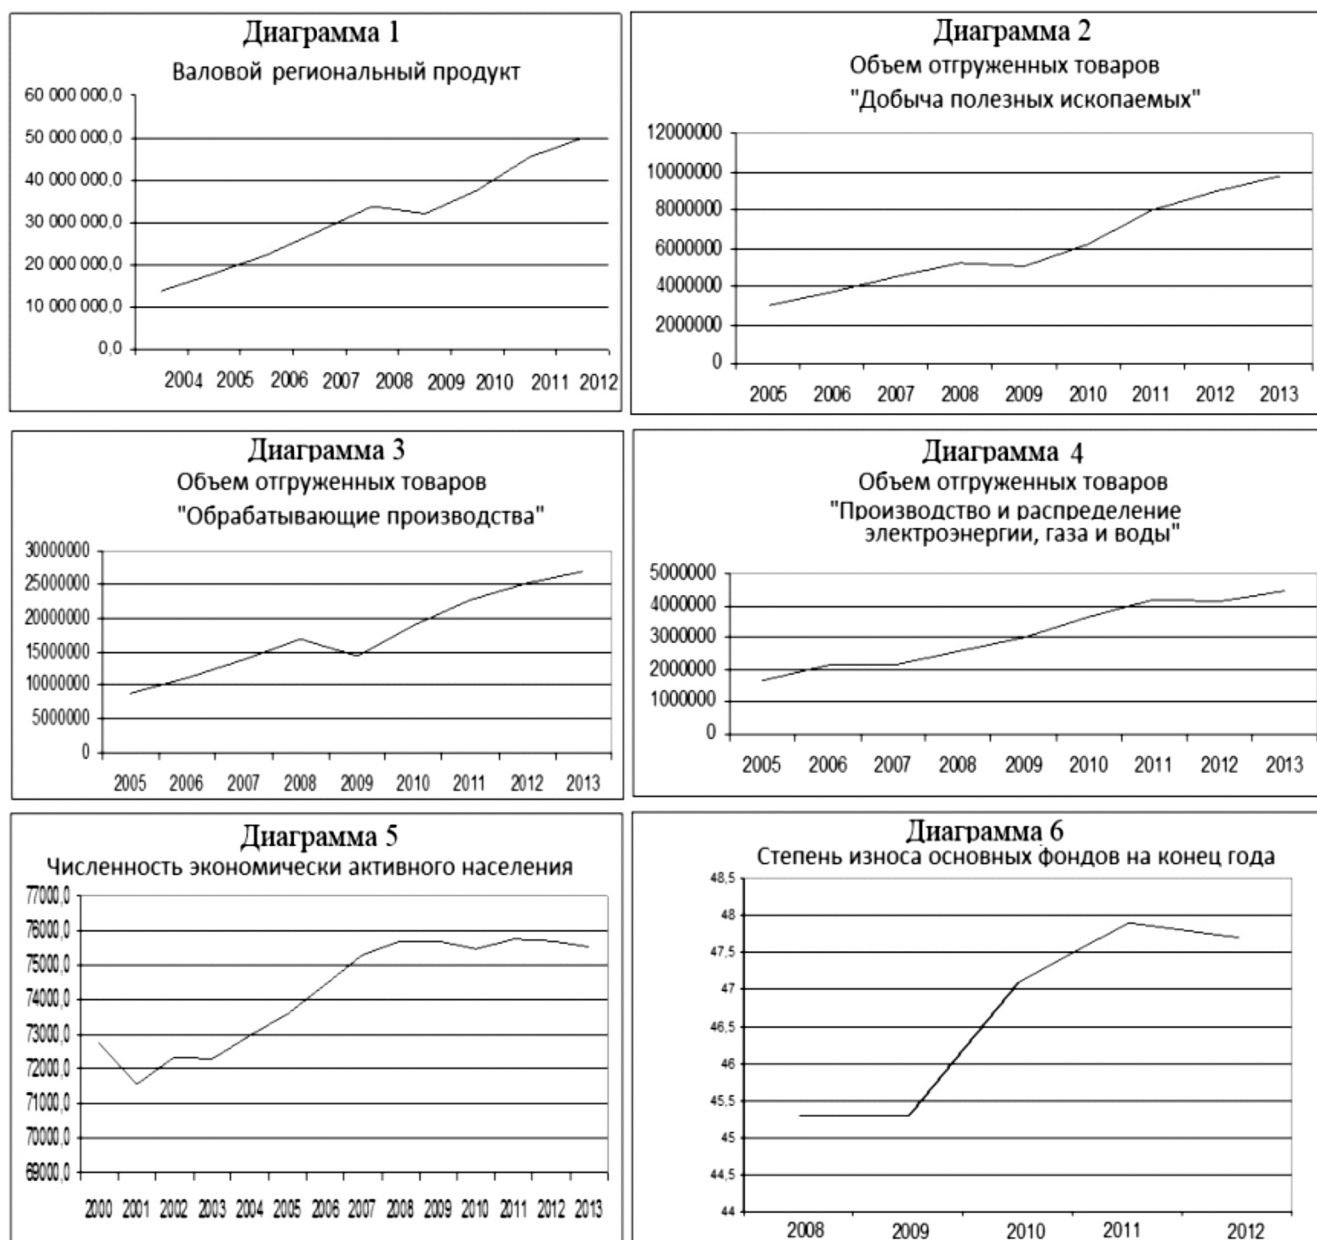 Диаграмма 1
Валовой региональный продукт
60 000 000,0
50 000 000,0
40 000 000,0
30 000 000,0
20 000 000,0
10 000 000,0
0,0
2004 2005 2006 2007 2008 2009 2010 2011 2012
Диаграмма 2
Объем отгруженных товаров
"Добыча полезных ископаемых"
12000000
10000000
8000000
6000000
4000000
2000000
0
2005 2006 2007 2008 2009 2010 2011 2012 2013
Диаграмма 3
Объем отгруженных товаров
"Обрабатывающие производства"
30000000
25000000
20000000
15000000
10000000
5000000
0
2005 2006 2007 2008 2009 2010 2011 2012 2013
Диаграмма 4
Объем отгруженных товаров
"Производство и распределение
электроэнергии, газа и воды"
5000000
4000000
3000000
2000000
1000000
0
2005 2006 2007 2008 2009 2010 2011 2012 2013
Диаграмма 5
Численность экономически активного населения
77000,0
76000,0
75000,0
74000,0
73000,0
72000,0
71000,0
70000,0
69000,0
2000 2001 2002 2003 2004 2005 2006 2007 2008 2009 2010 2011 2012 2013
Диаграмма 6
Степень износа основных фондов на конец года
48,5
48
47,5
47
46,5
46
45,5
45
44,5
44
2008 2009 2010 2011 2012